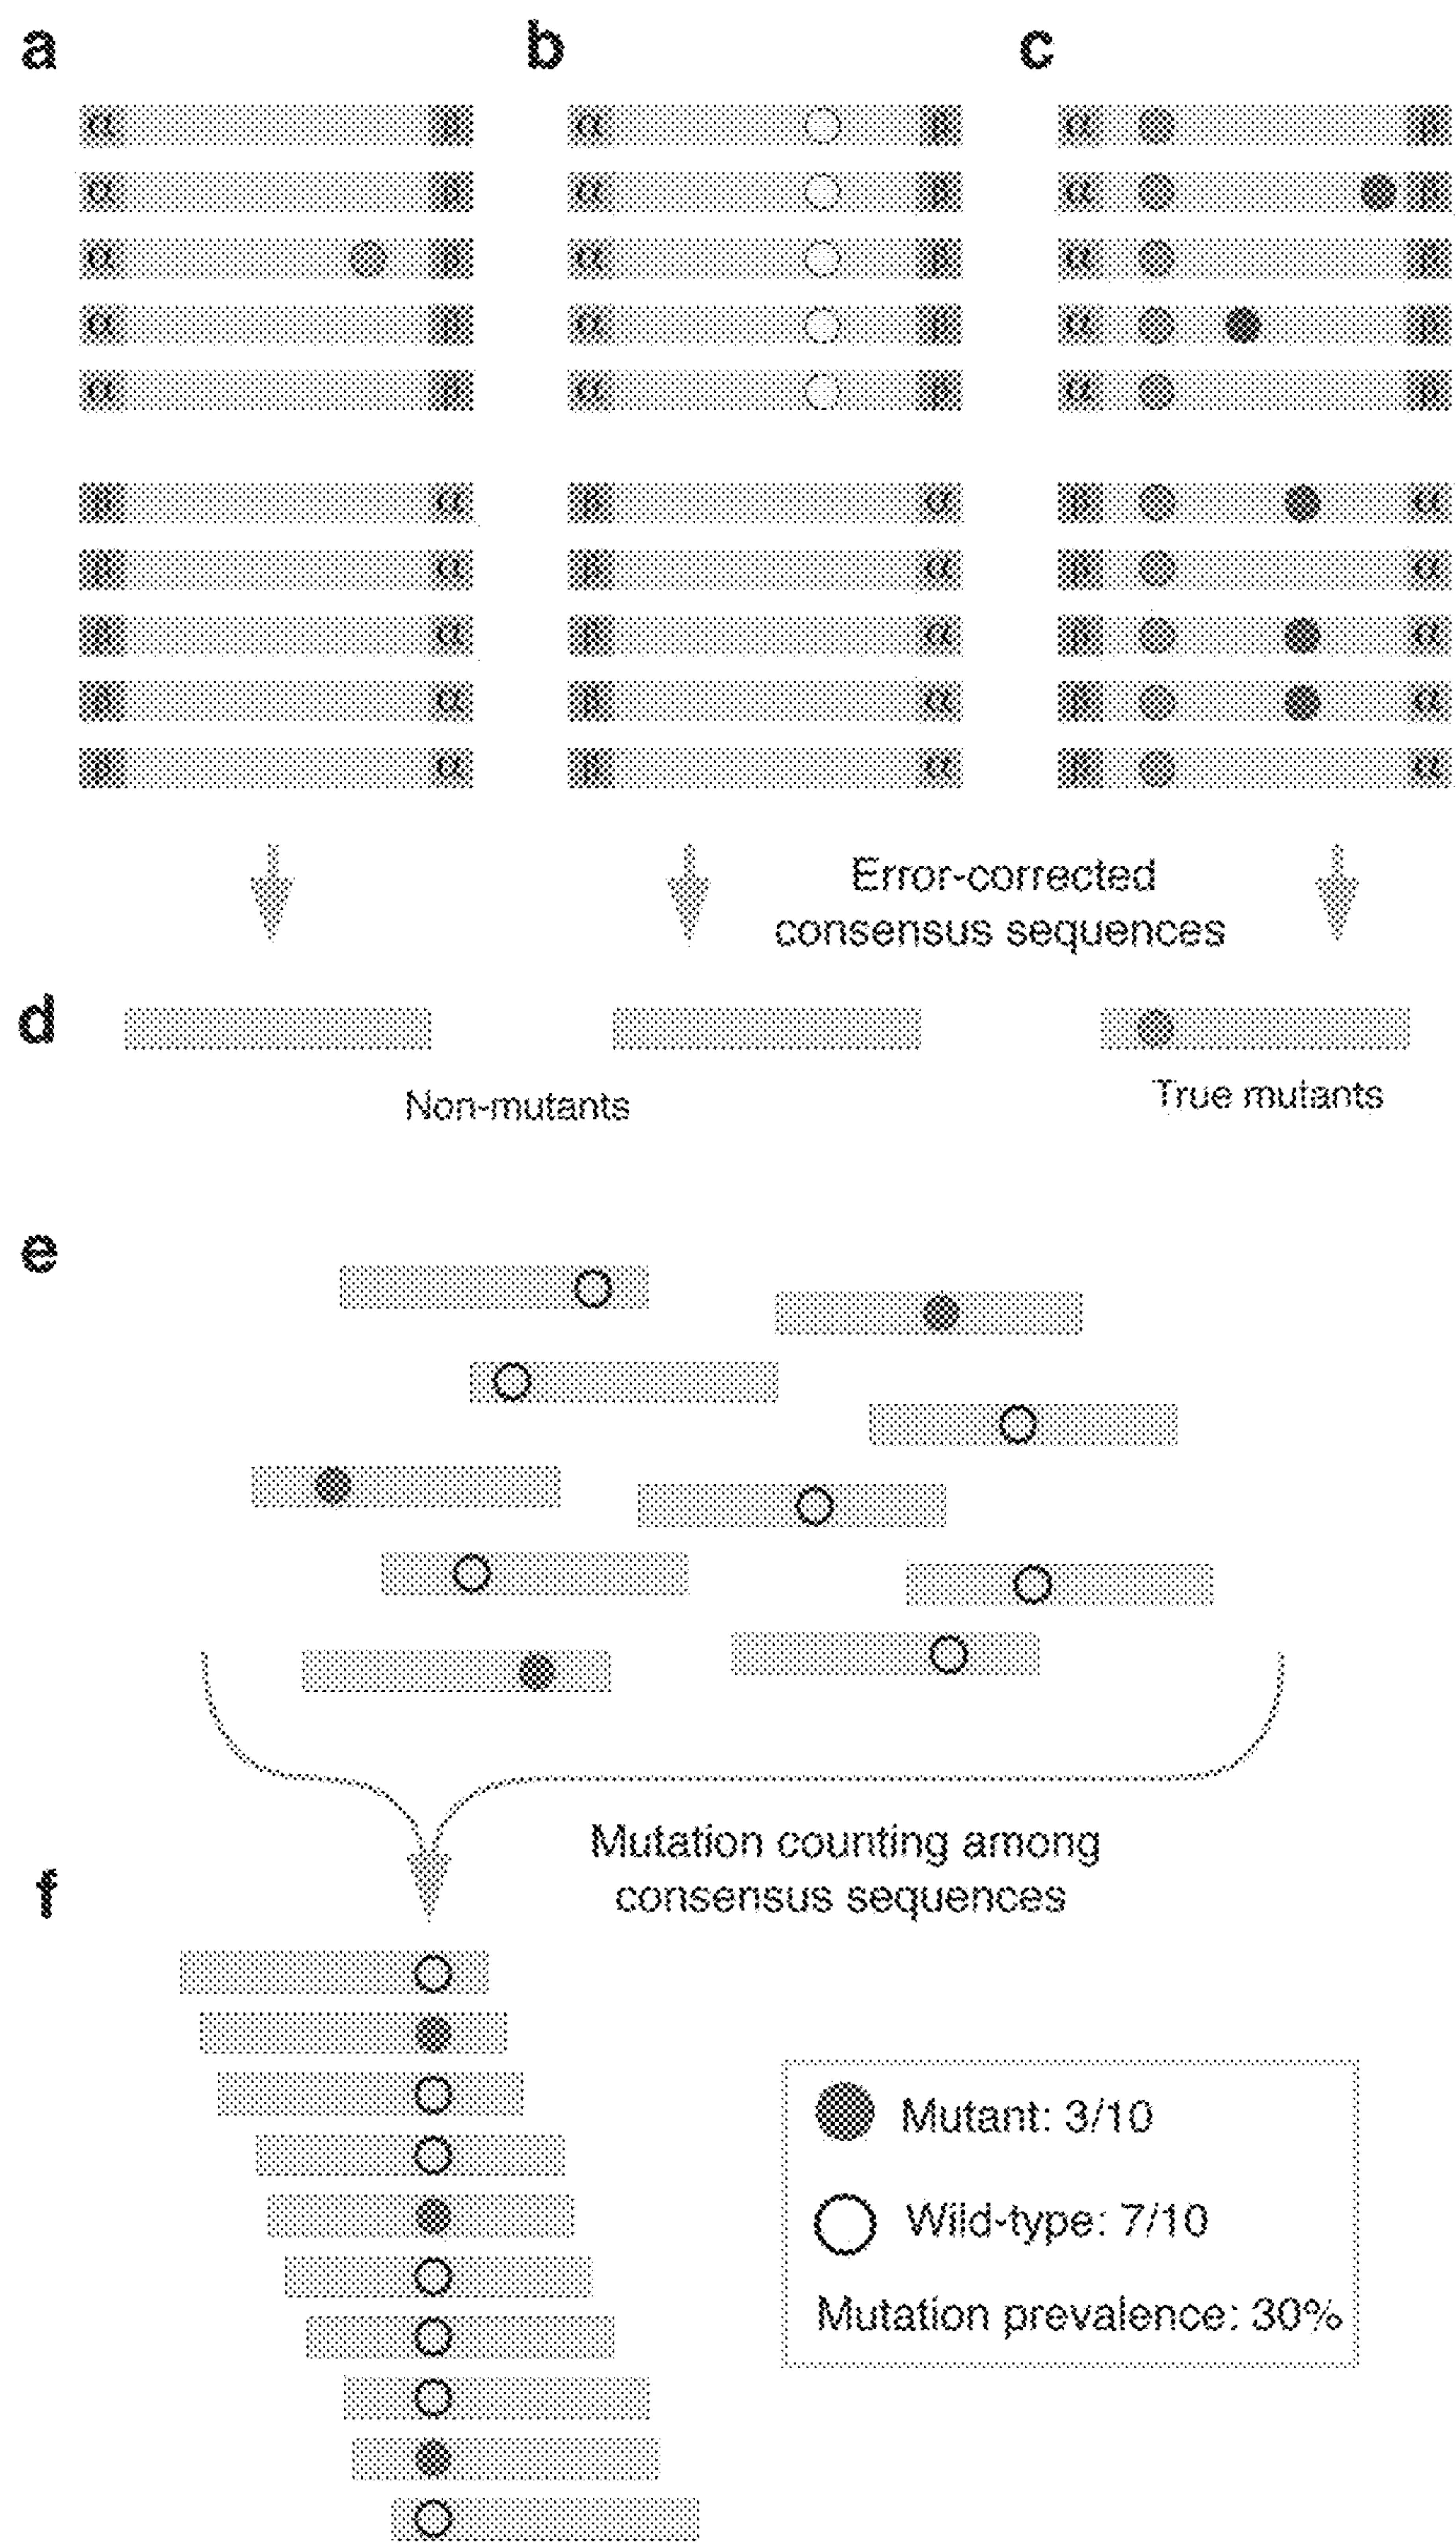 a b c
α β α β α β
α β α β α β
α β α β α β
α β α β α β
α β α β α β
β α β α β α
β α β α β α
β α β α β α
β α β α β α
β α β α β α
Error-corrected
consensus sequences
d
Non-mutants
True mutants
e
Mutation counting among
consensus sequences
f
Mutant: 3/10
Wild-type: 7/10
Mutation prevalence: 30%